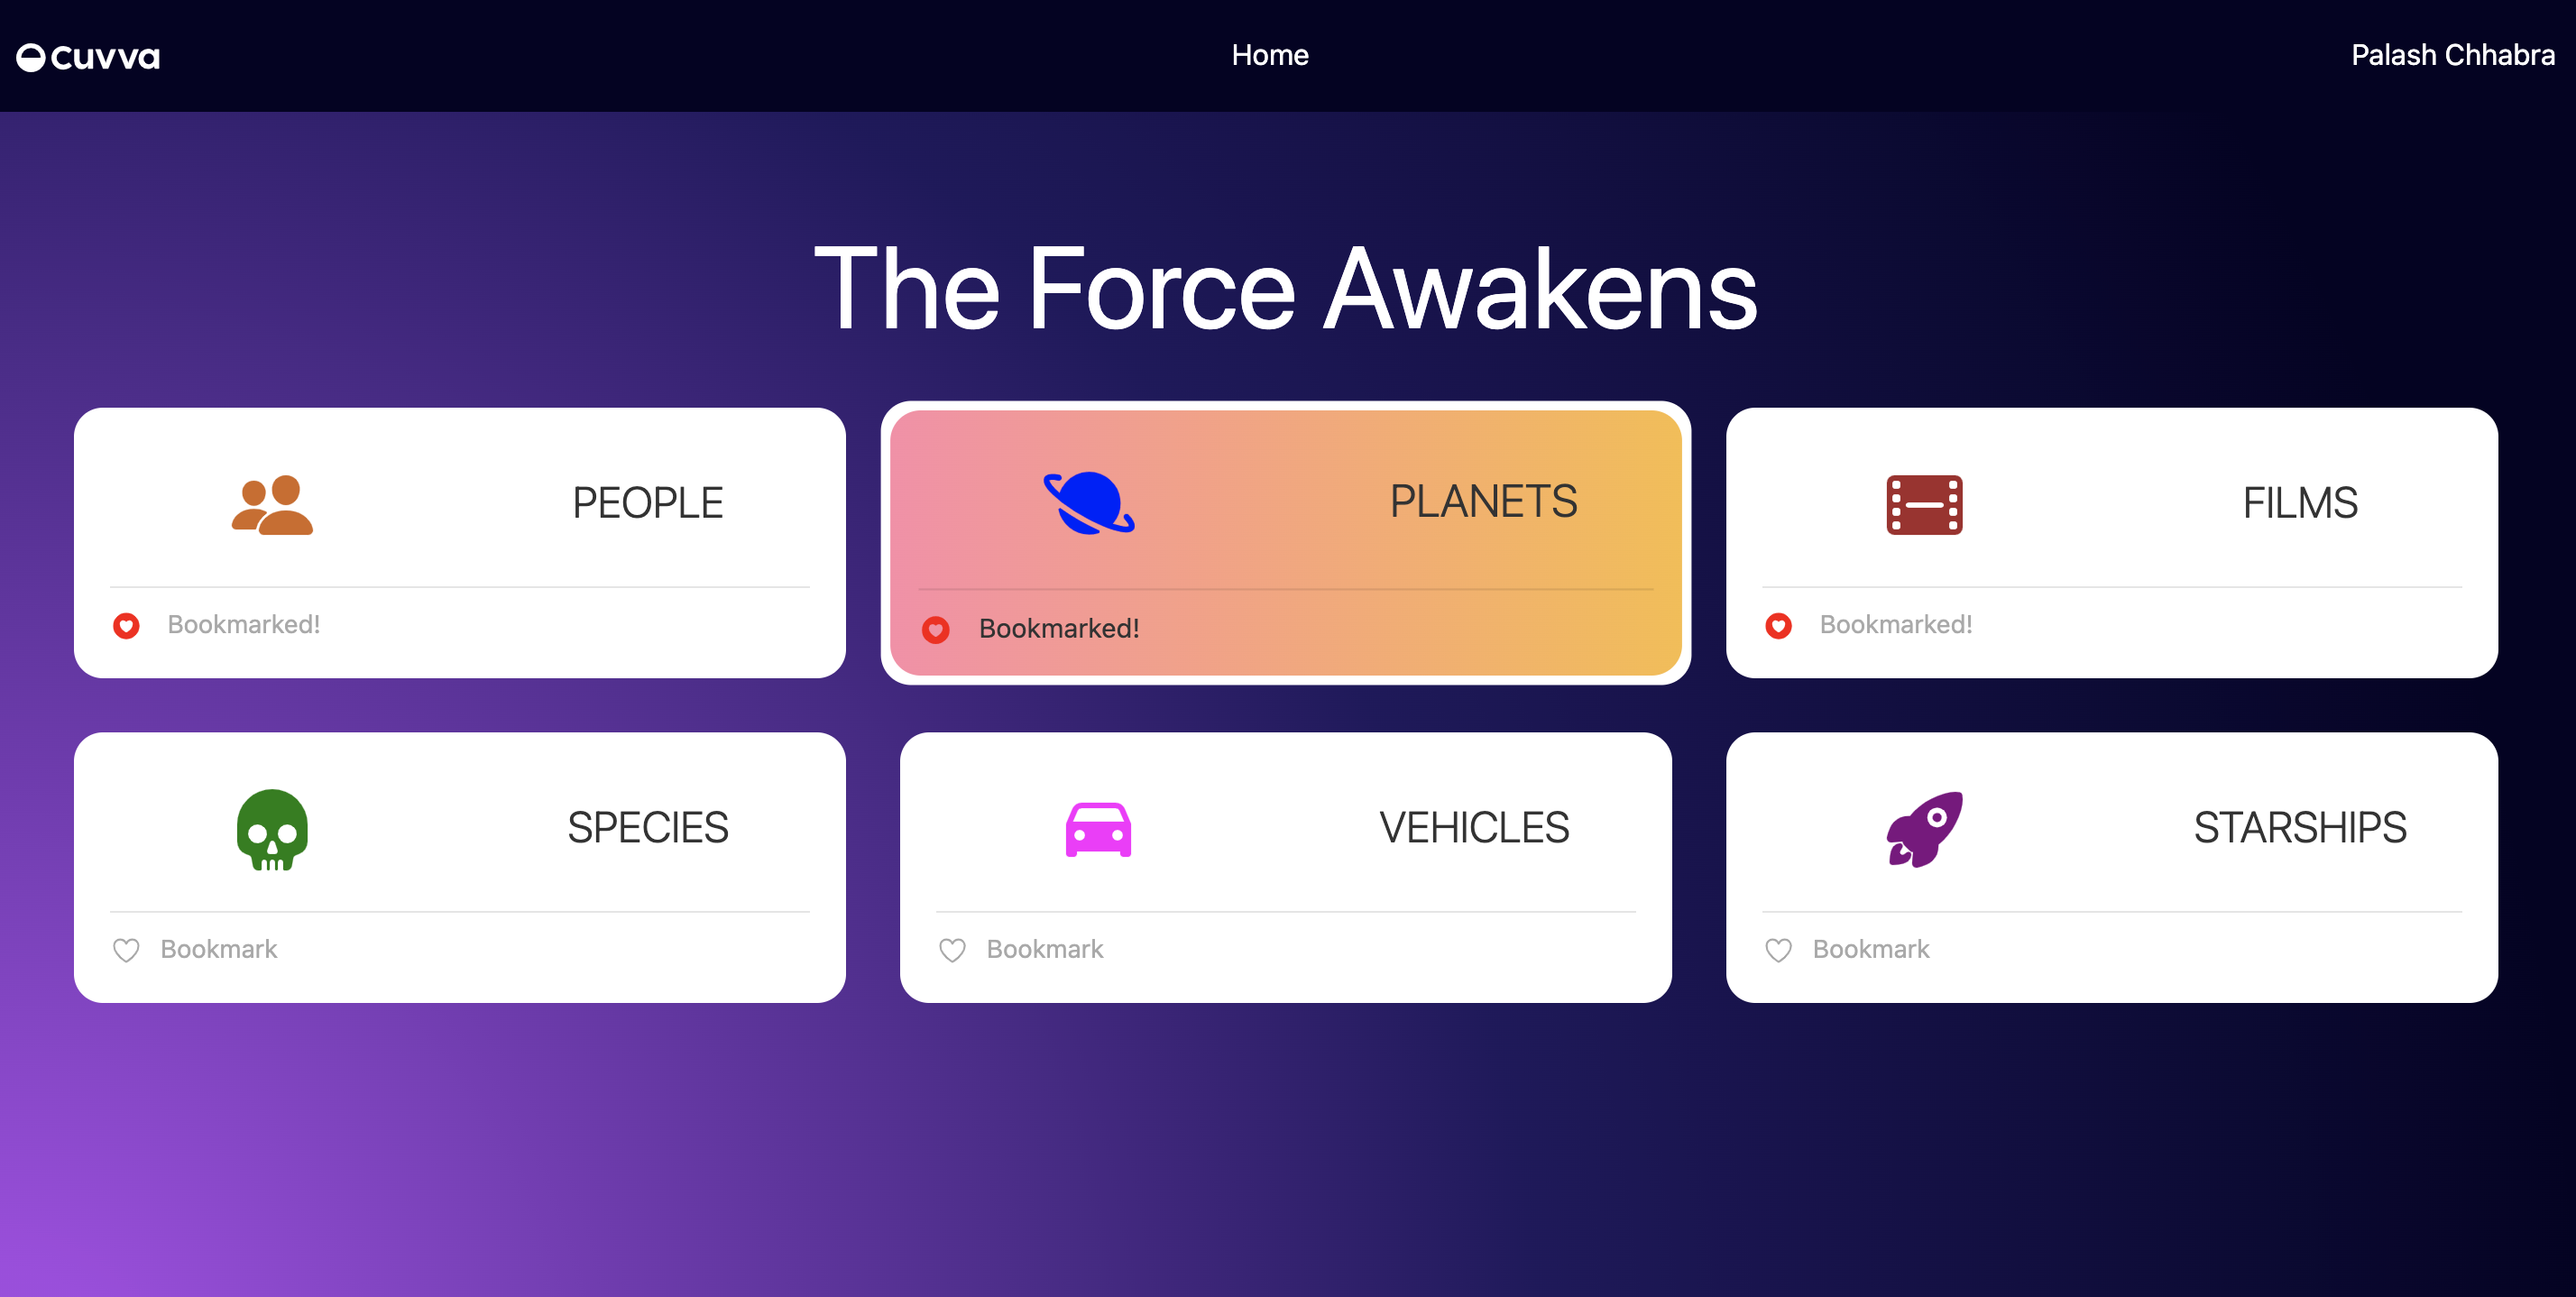 cuvva
Home
Palash Chhabra
The Force Awakens
PEOPLE
Bookmarked!
PLANETS
Bookmarked!
FILMS
Bookmarked!
SPECIES
Bookmark
VEHICLES
Bookmark
STARSHIPS
Bookmark